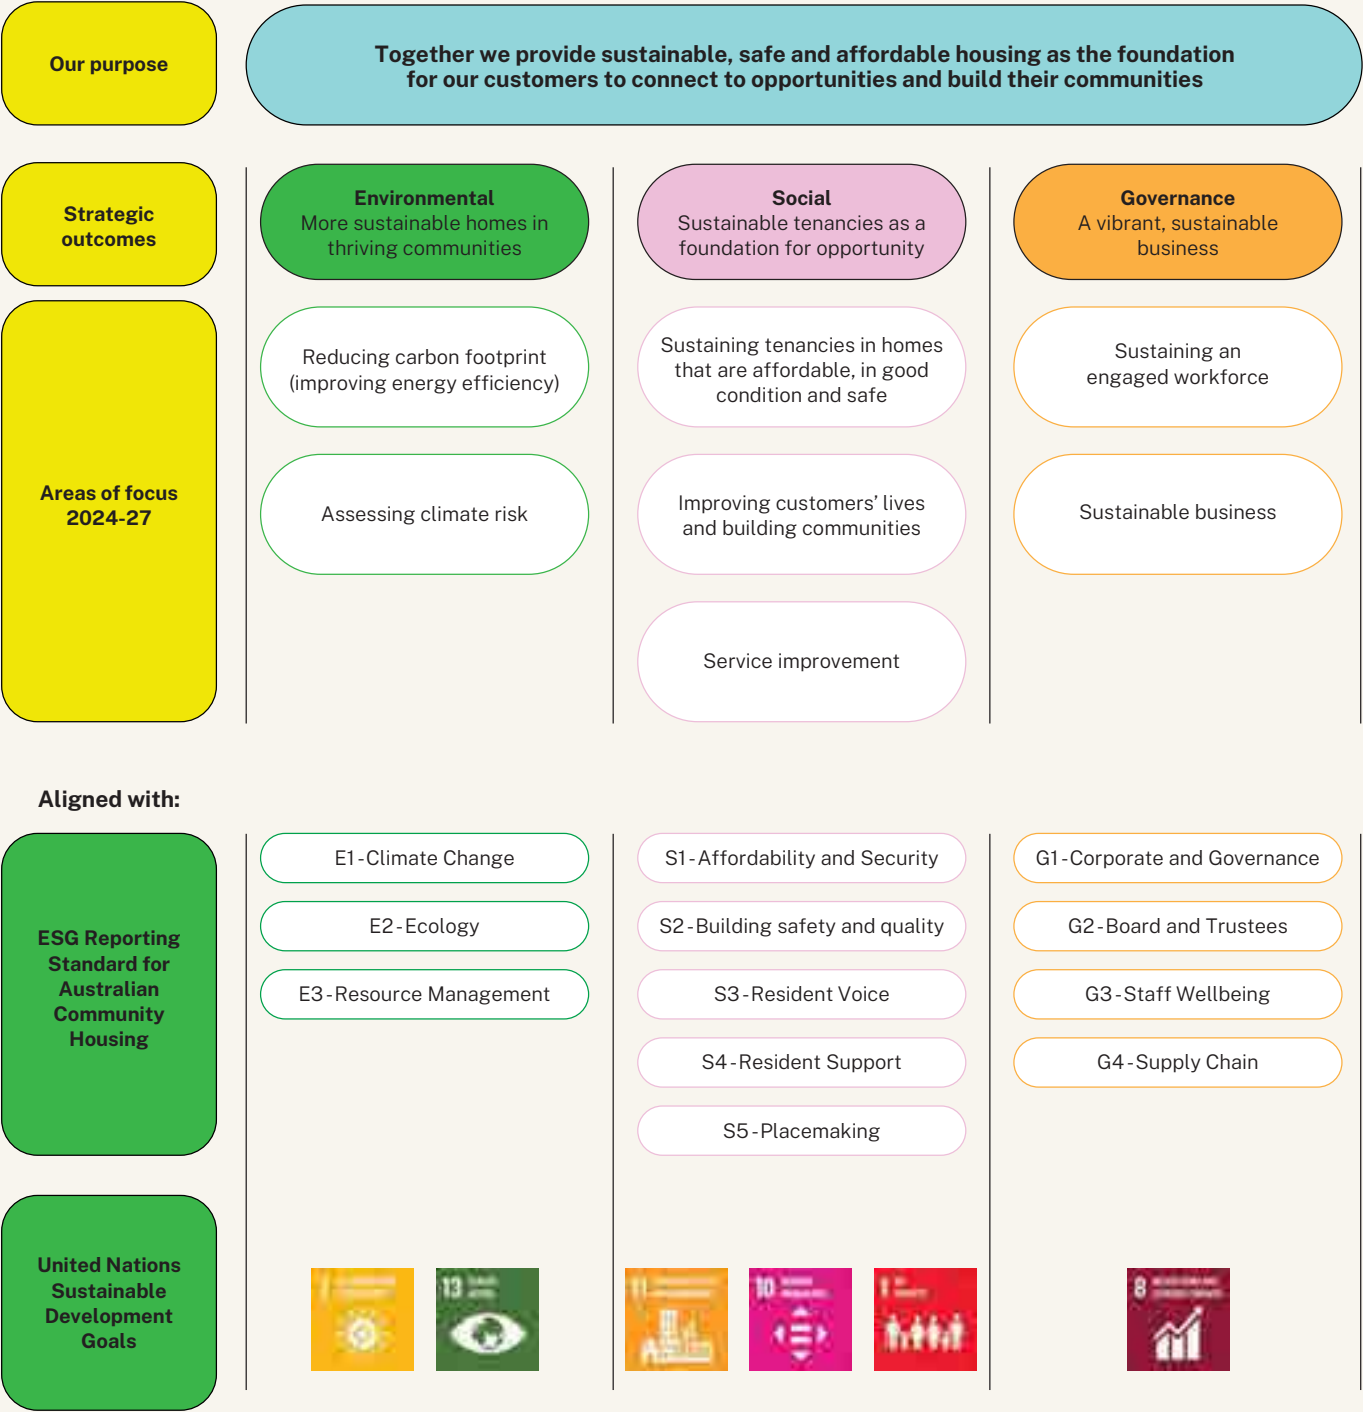 Our purpose
Together we provide sustainable, safe and affordable housing as the foundation
for our customers to connect to opportunities and build their communities
Strategic
outcomes
Environmental
More sustainable homes in
thriving communities
Social
Sustainable tenancies as a
foundation for opportunity
Governance
A vibrant, sustainable
business
Areas of focus
2024-27
Reducing carbon footprint
(improving energy efficiency)
Assessing climate risk
Sustaining tenancies in homes
that are affordable, in good
condition and safe
Improving customers’ lives
and building communities
Service improvement
Sustaining an
engaged workforce
Sustainable business
Aligned with:
ESG Reporting
Standard for
Australian
Community
Housing
E1 - Climate Change
E2 - Ecology
E3 - Resource Management
S1 - Affordability and Security
S2 - Building safety and quality
S3 - Resident Voice
S4 - Resident Support
S5 - Placemaking
G1 - Corporate and Governance
G2 - Board and Trustees
G3 - Staff Wellbeing
G4 - Supply Chain
United Nations
Sustainable
Development
Goals
13
11
10
1
8